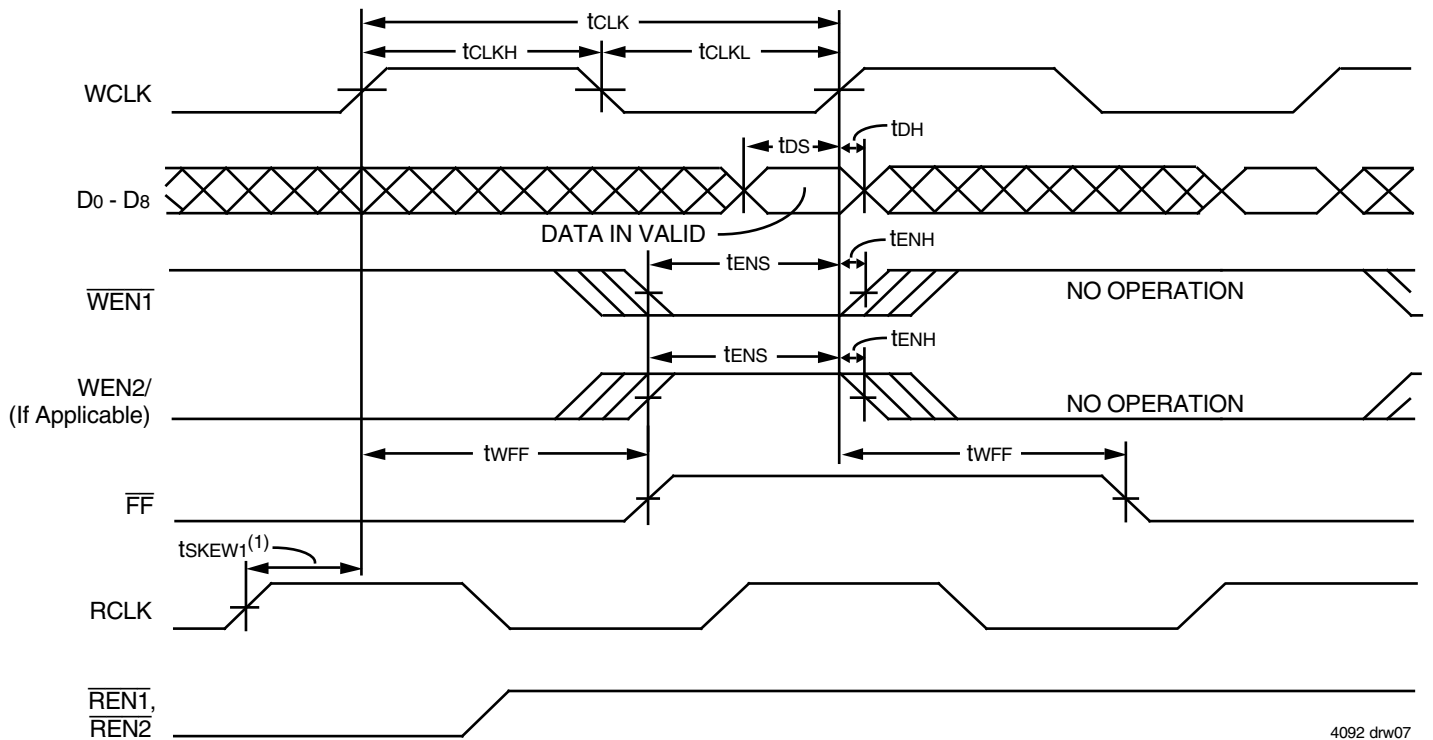 tCLK
tCLKH tCLKL
WCLK
tDS tDH
D0 - D8
DATA IN VALID
tENH
tENS
WEN1 NO OPERATION
tENH
tENS
WEN2/
(If Applicable) NO OPERATION
tWFF tWFF
FF
tSKEW1(1)
RCLK
REN1,
REN2
4092 drw07